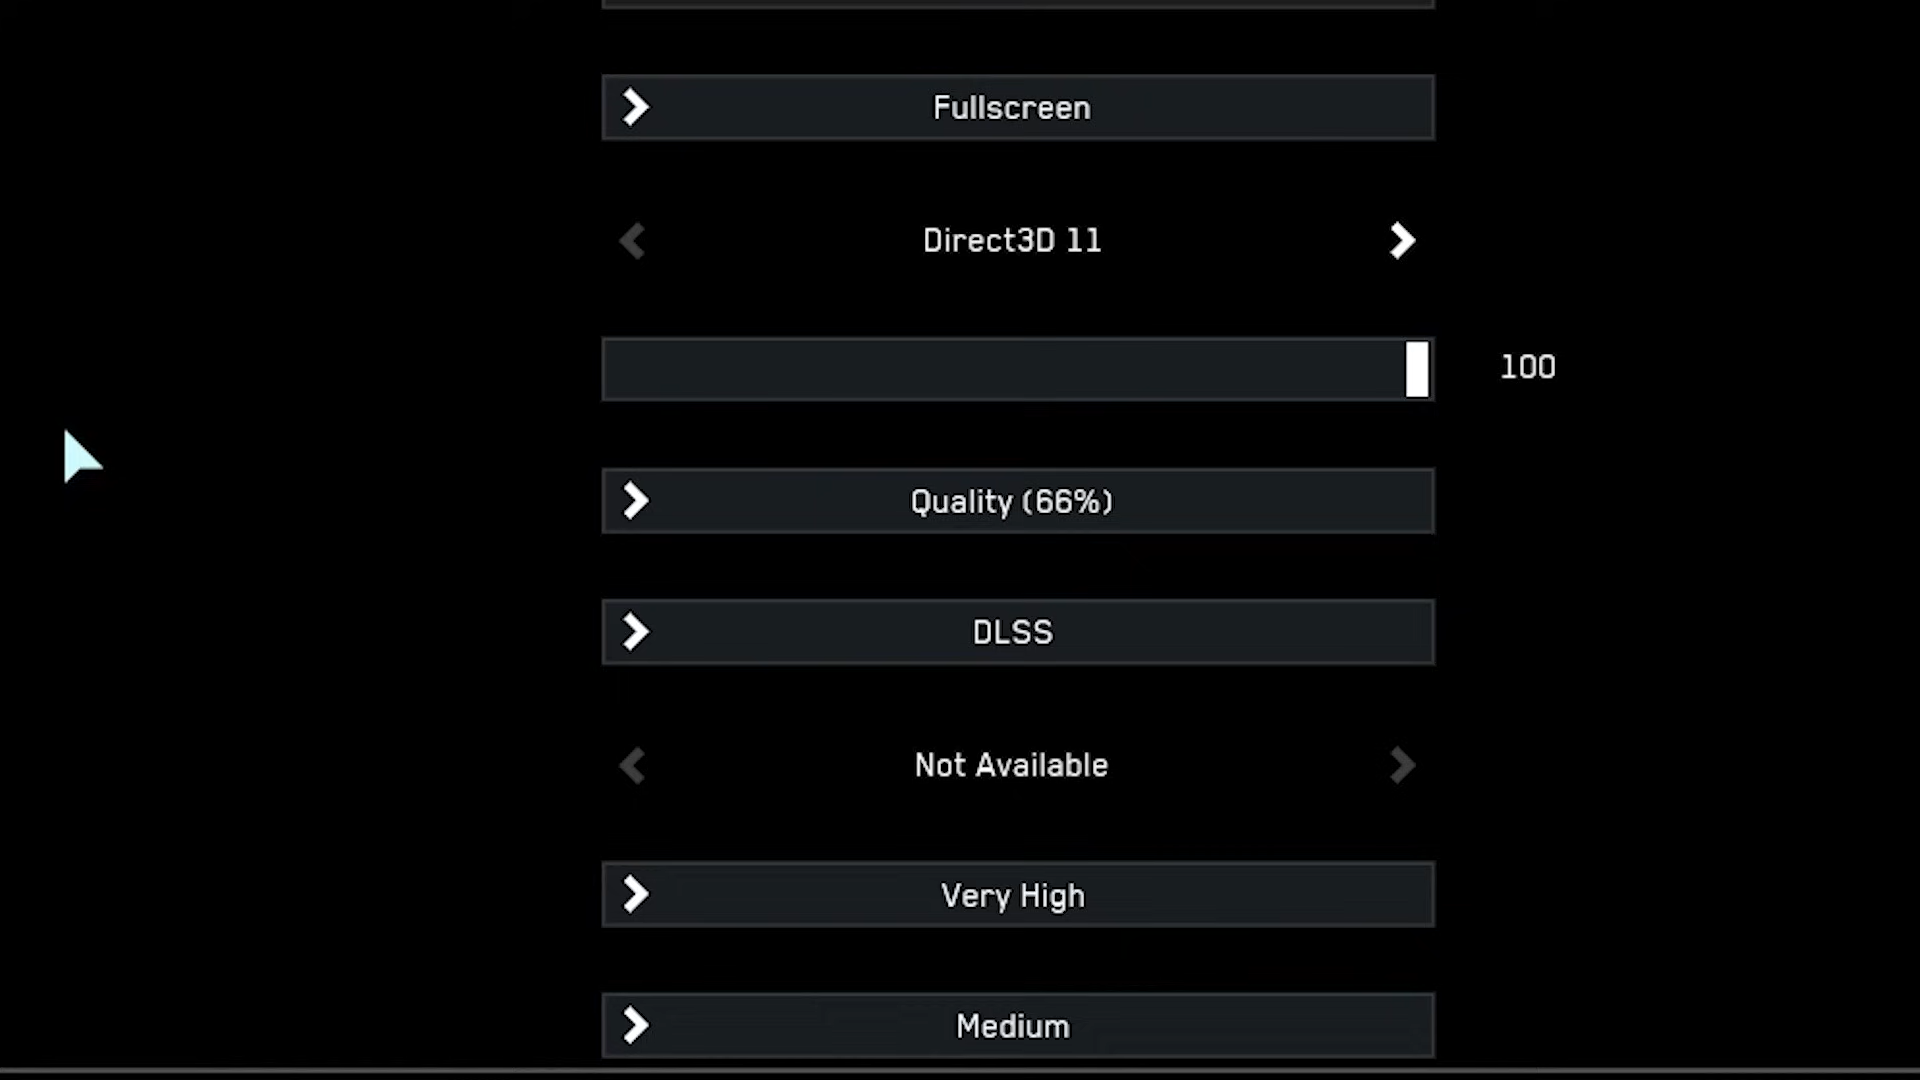 Fullscreen
Direct3D 11
100
Quality (66%)
DLSS
Not Available
Very High
Medium